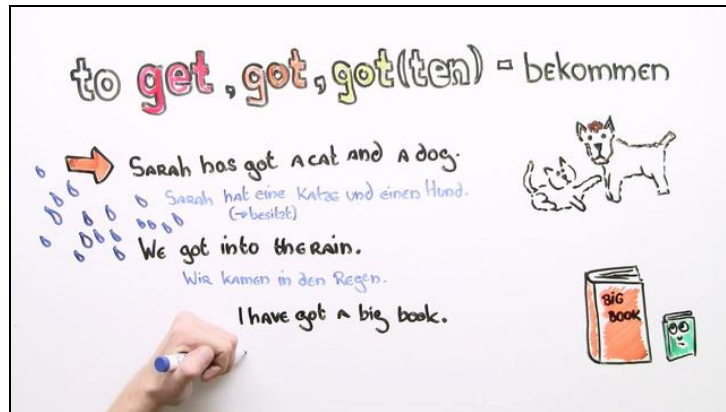 to get, got, got(ten) = bekommen
Sarah has got a cat and a dog.
Sarah hat eine Katze und einen Hund.
(→ besitzt)
We got into the rain.
Wir kamen in den Regen.
I have got a big book.
BIG
BOOK